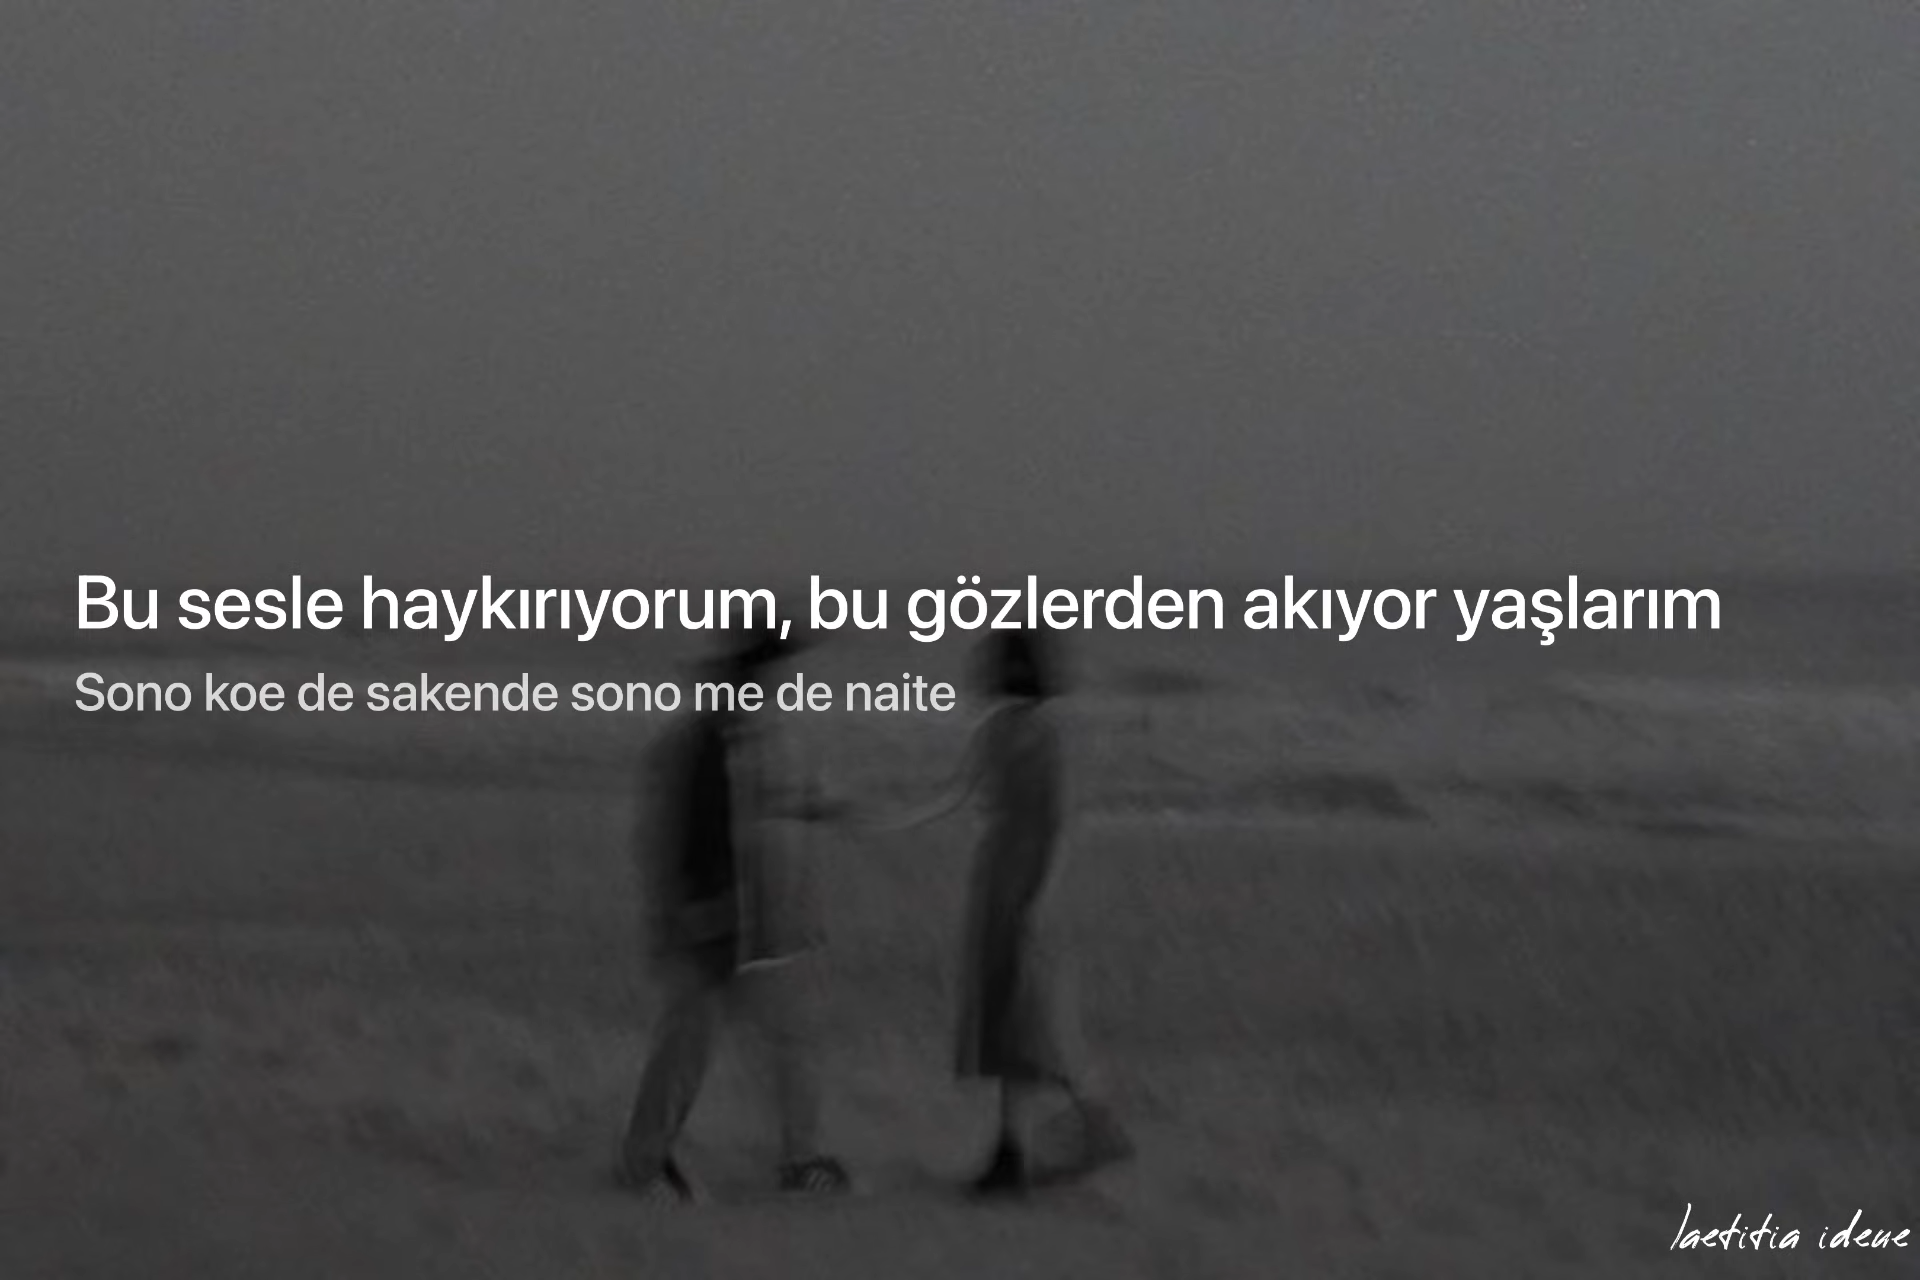 Bu sesle haykırıyorum, bu gözlerden akıyor yaşlarım
Sono koe de sakende sono me de naite
laetitia ideue